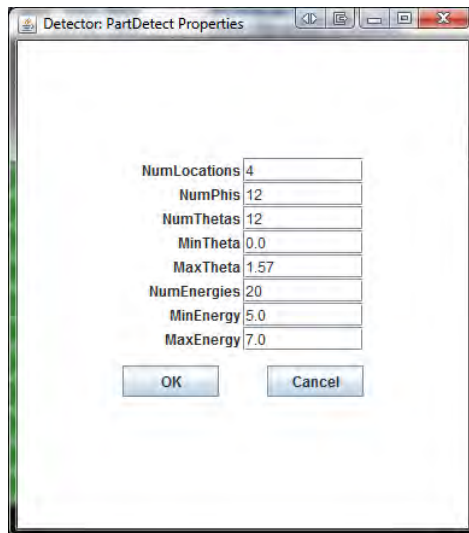 Detector: PartDetect Properties
NumLocations 4
NumPhis 12
NumThetas 12
MinTheta 0.0
MaxTheta 1.57
NumEnergies 20
MinEnergy 5.0
MaxEnergy 7.0
OK Cancel